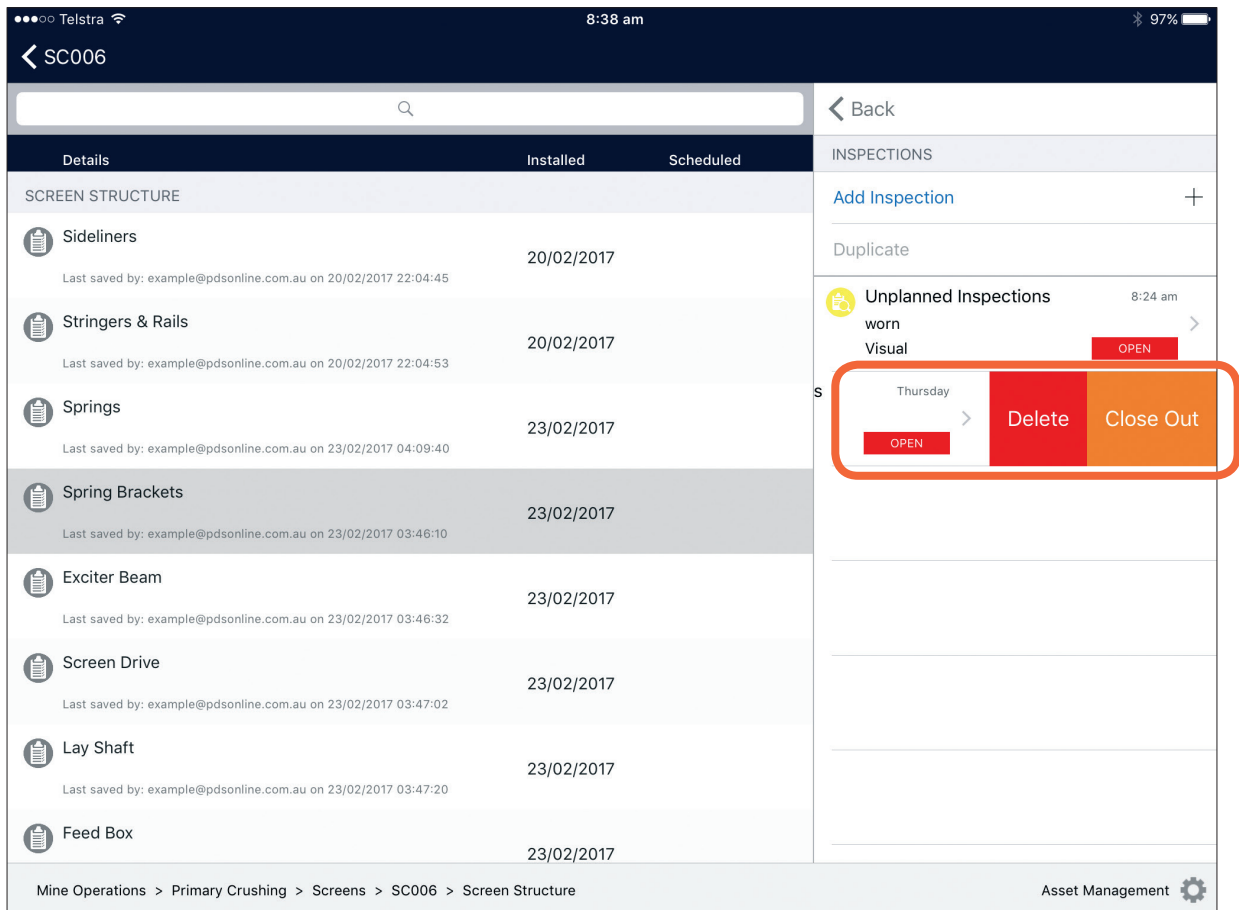 Telstra 8:38 am 97%
SC006
Back
Details Installed Scheduled
INSPECTIONS
SCREEN STRUCTURE
Add Inspection
Sideliners
20/02/2017
Last saved by: example@pdsonline.com.au on 20/02/2017 22:04:45
Duplicate
Unplanned Inspections 8:24 am
worn
Visual OPEN
Stringers & Rails
20/02/2017
Last saved by: example@pdsonline.com.au on 20/02/2017 22:04:53
s Thursday
OPEN
Delete Close Out
Springs
23/02/2017
Last saved by: example@pdsonline.com.au on 23/02/2017 04:09:40
Spring Brackets
23/02/2017
Last saved by: example@pdsonline.com.au on 23/02/2017 03:46:10
Exciter Beam
23/02/2017
Last saved by: example@pdsonline.com.au on 23/02/2017 03:46:32
Screen Drive
23/02/2017
Last saved by: example@pdsonline.com.au on 23/02/2017 03:47:02
Lay Shaft
23/02/2017
Last saved by: example@pdsonline.com.au on 23/02/2017 03:47:20
Feed Box
23/02/2017
Mine Operations > Primary Crushing > Screens > SC006 > Screen Structure Asset Management